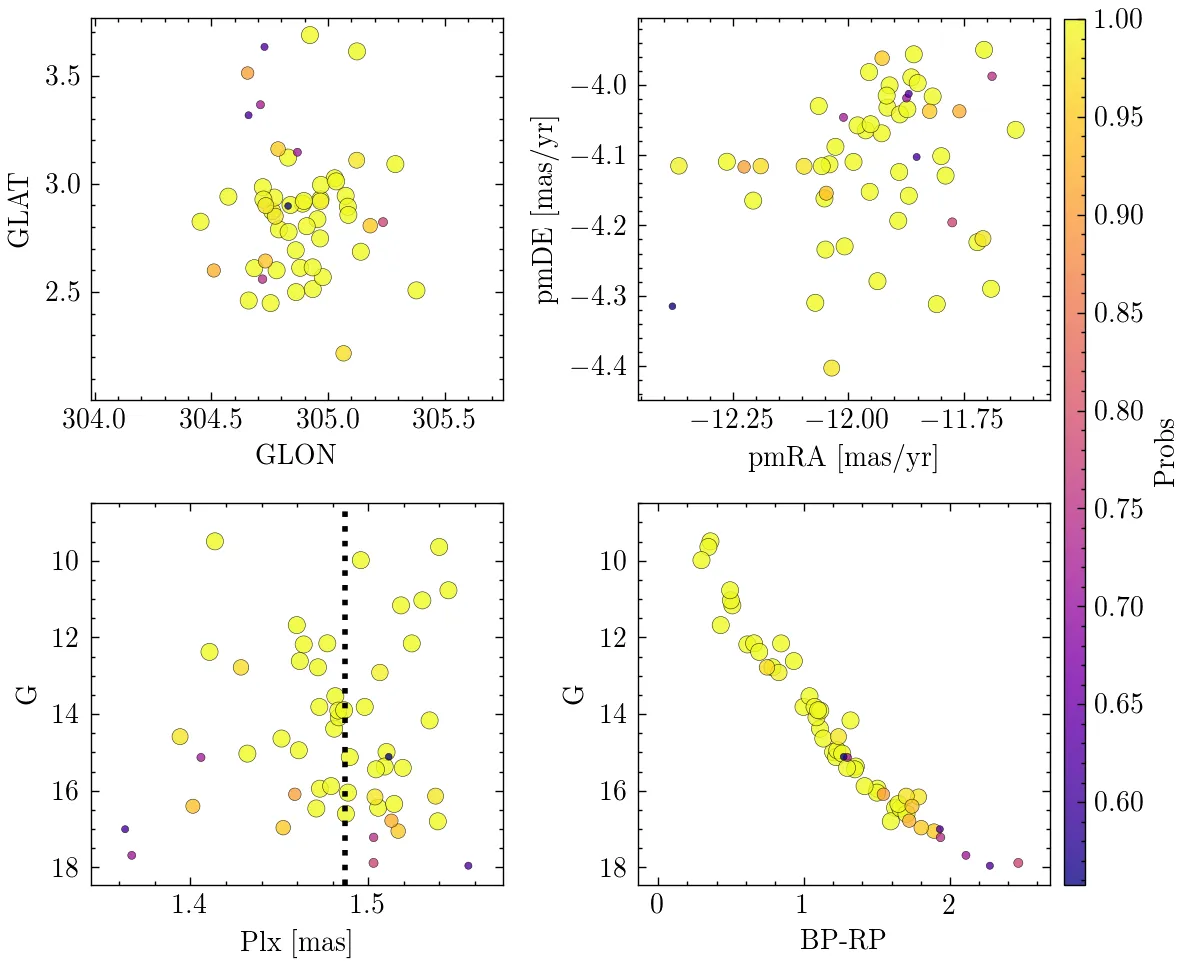 3.5
3.0
2.5
GLAT
304.0 304.5 305.0 305.5
GLON
−4.0
−4.1
−4.2
−4.3
−4.4
pmDE [mas/yr]
−12.25 −12.00 −11.75
pmRA [mas/yr]
1.00
0.95
0.90
0.85
0.80
0.75
0.70
0.65
0.60
Probs
10
12
14
16
18
G
1.4 1.5
Plx [mas]
10
12
14
16
18
G
0 1 2
BP-RP